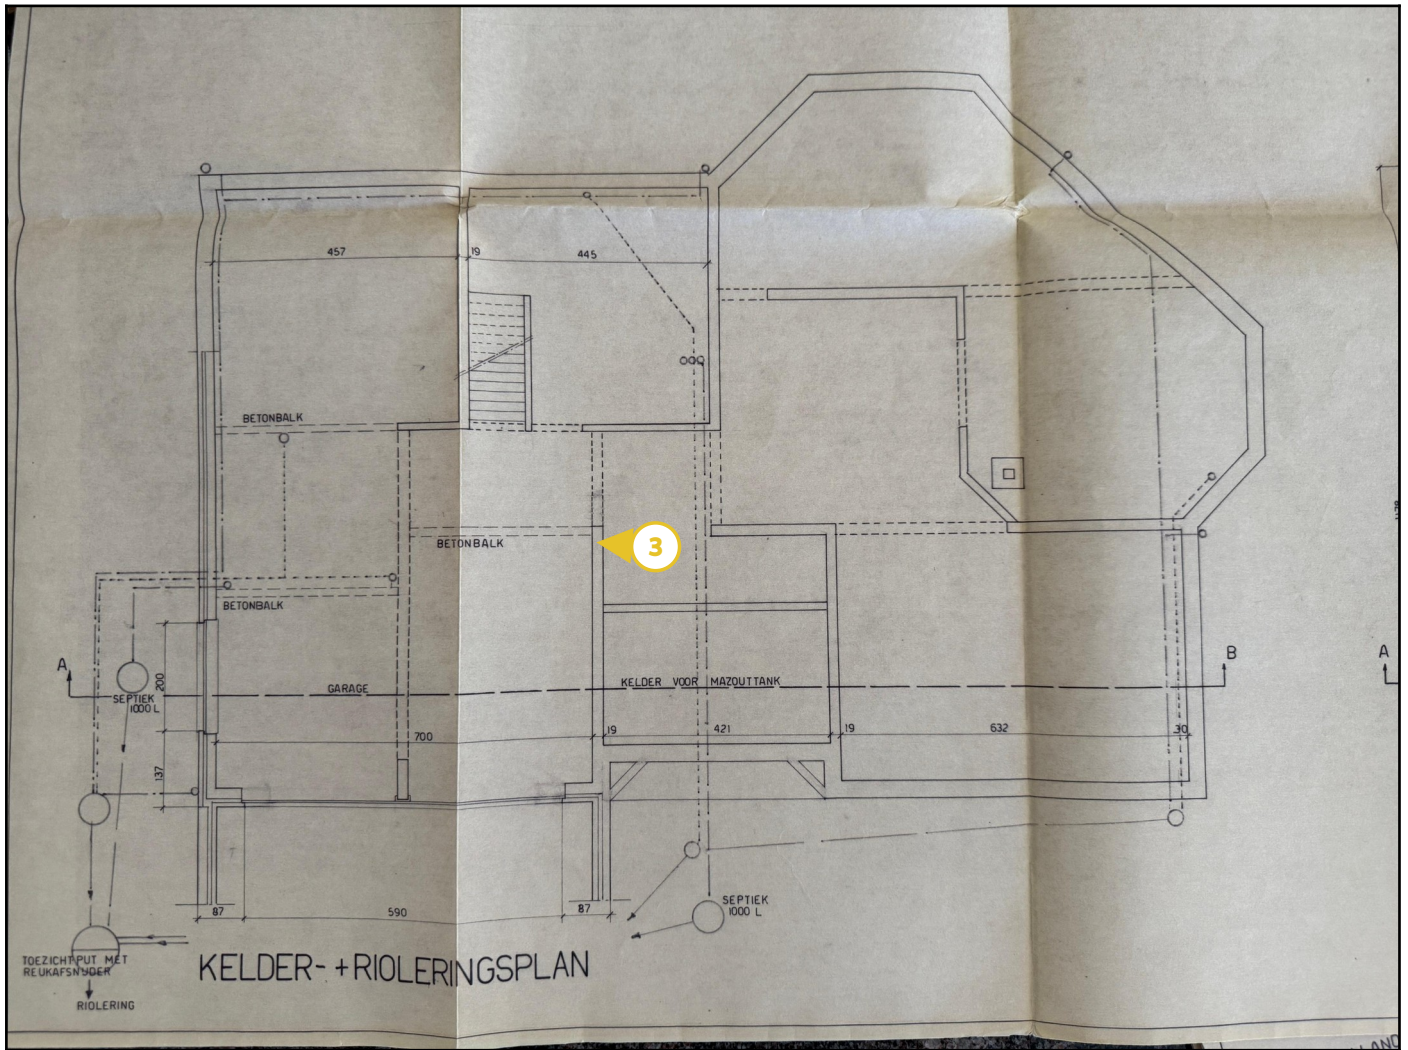 457
19
445
BETONBALK
BETONBALK
3
BETONBALK
A
B
A
200
SEPTIEK
1000 L
GARAGE
KELDER VOOR MAZOUTTANK
700
19
421
19
632
30
137
87
590
87
SEPTIEK
1000 L
TOEZICHTPUT MET
REUKAFSNIJDER
RIOLERING
KELDER- + RIOLERINGSPLAN